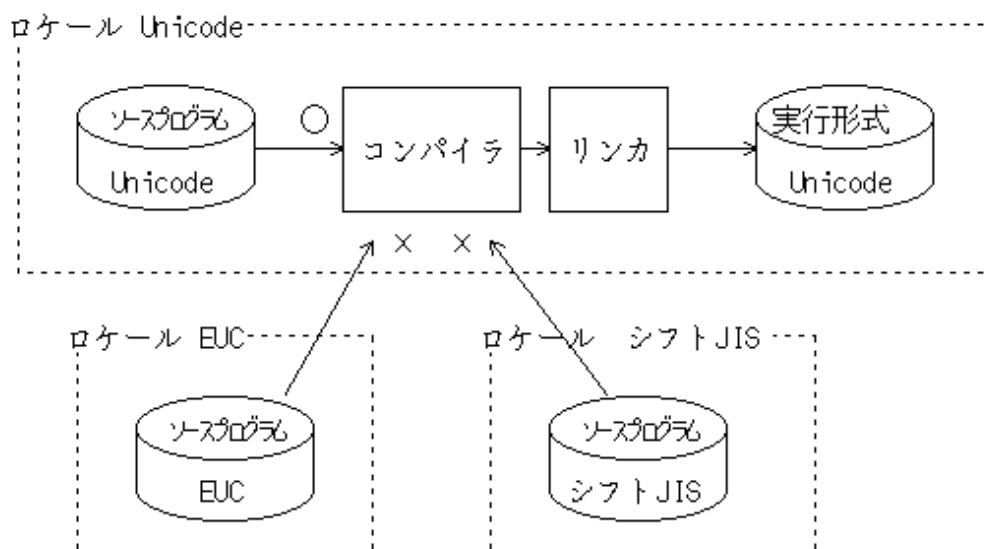 ロケール Unicode
ソースプログラム
○
コンパイラ
リンカ
実行形式
Unicode
Unicode
× ×
ロケール EUC
ロケール シフトJIS
ソースプログラム
ソースプログラム
EUC
シフトJIS